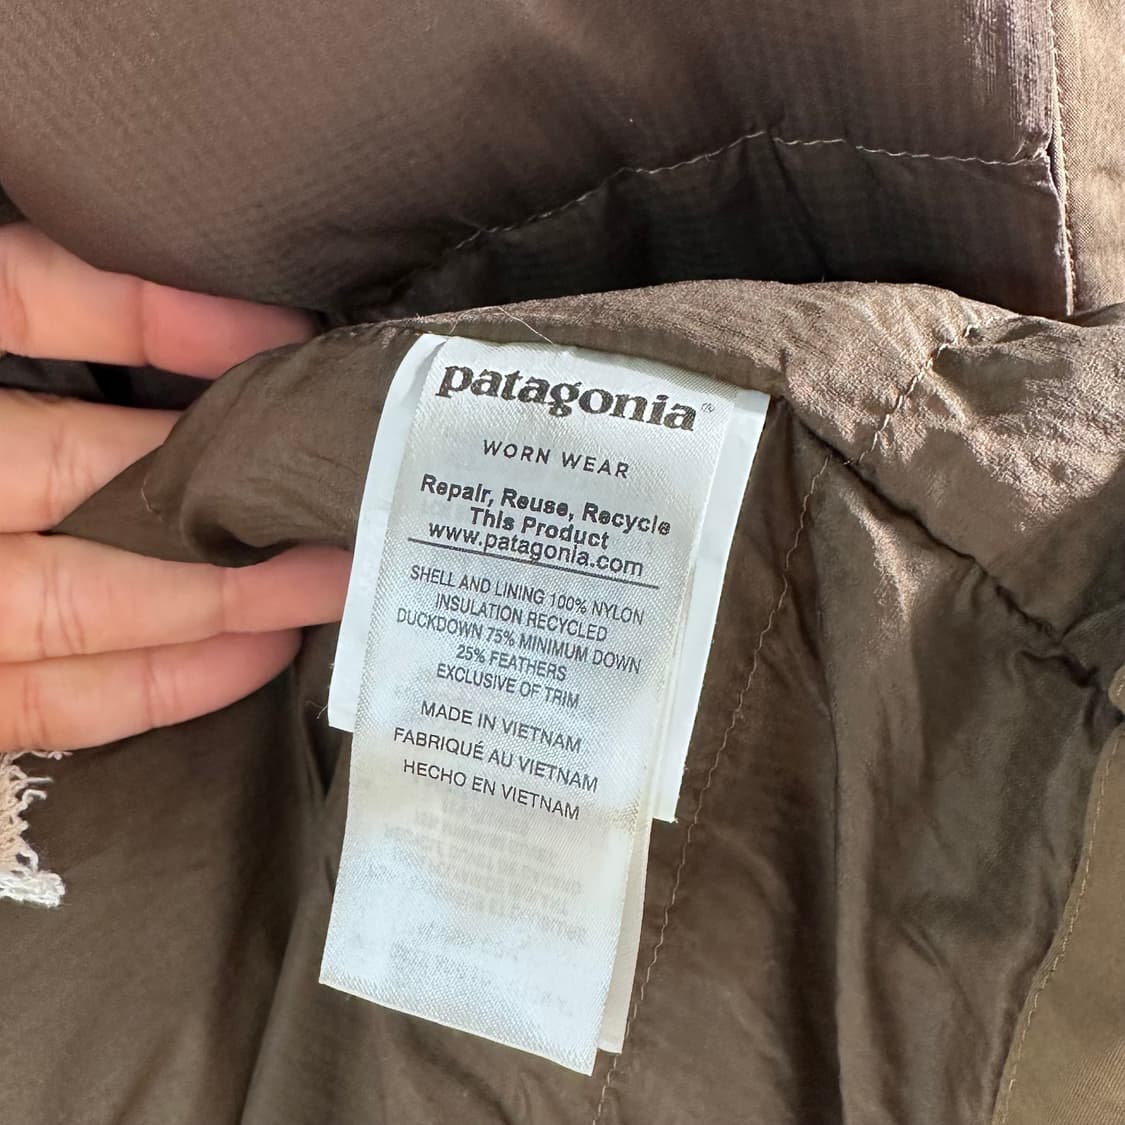 patagonia®
WORN WEAR
Repair, Reuse, Recycle
This Product
www.patagonia.com
SHELL AND LINING 100% NYLON
INSULATION RECYCLED
DUCKDOWN 75% MINIMUM DOWN
25% FEATHERS
EXCLUSIVE OF TRIM
MADE IN VIETNAM
FABRIQUÉ AU VIETNAM
HECHO EN VIETNAM